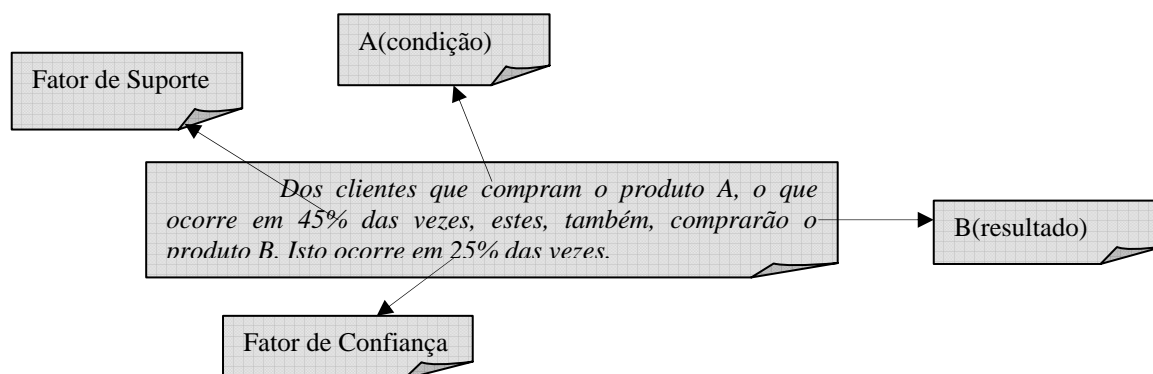 A(condição)
Fator de Suporte
Dos clientes que compram o produto A, o que
ocorre em 45% das vezes, estes, também, comprarão o
produto B. Isto ocorre em 25% das vezes.
B(resultado)
Fator de Confiança